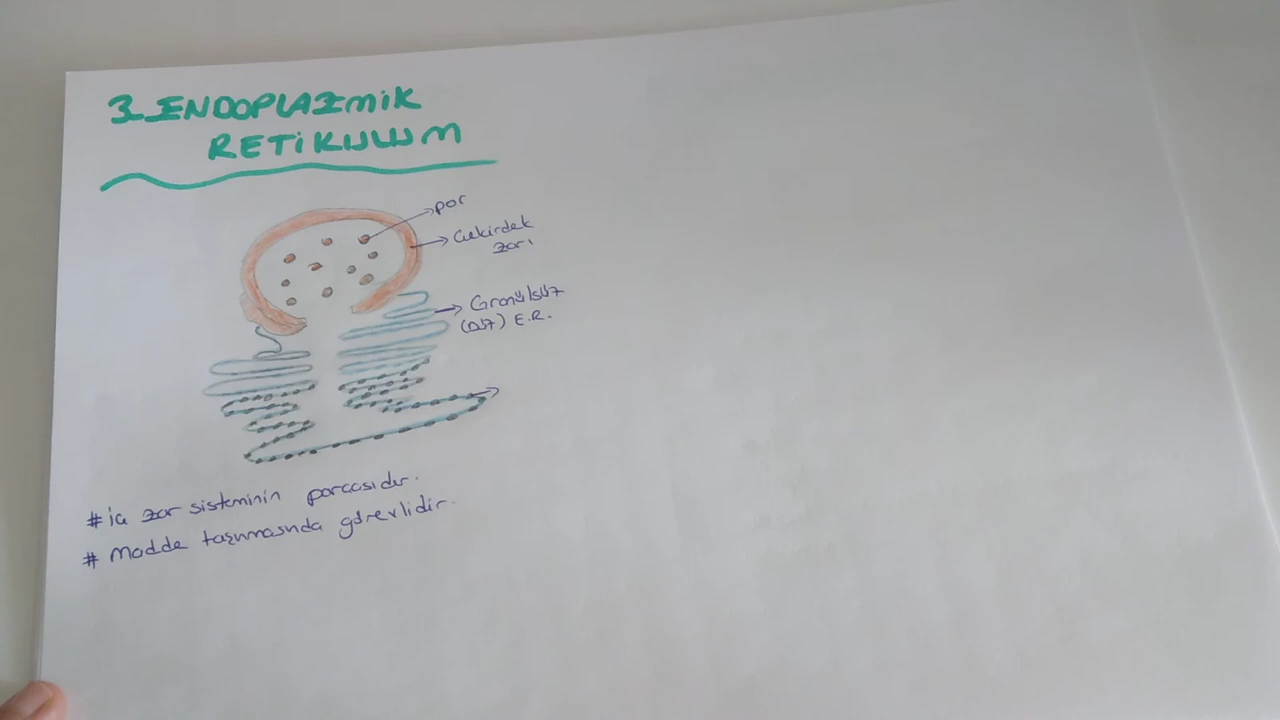 3. ENDOPLAZMİK
RETİKULUM
por
Çekirdek
zarı
Granülsüz
(Düz) E.R.
# iç zar sisteminin parçasıdır.
# Madde taşınmasında görevlidir.